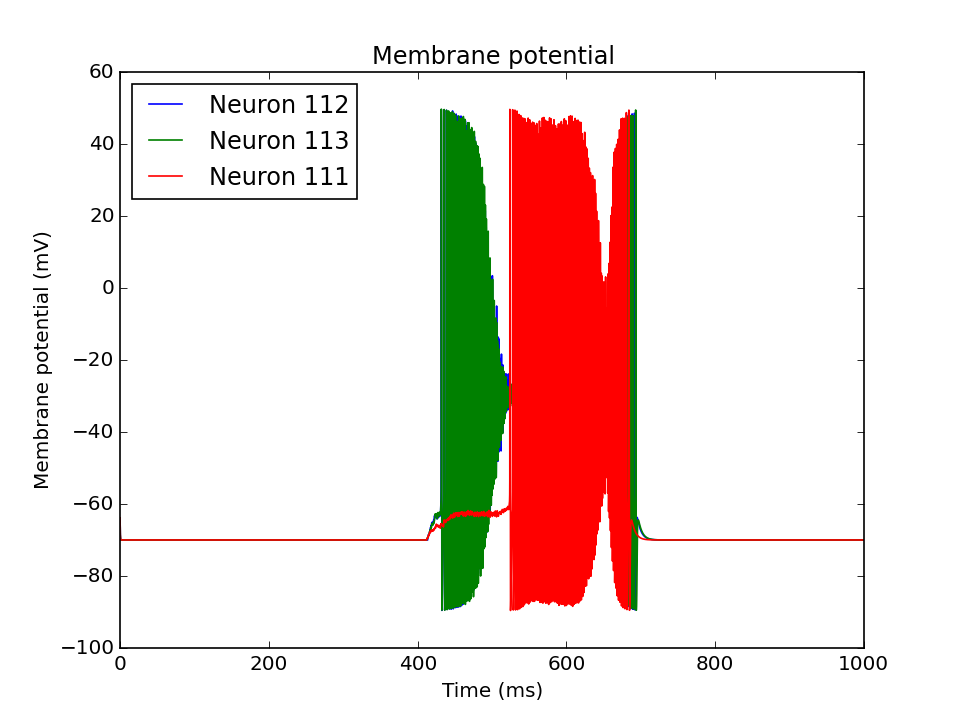 Membrane potential
60
40
20
0
−20
−40
−60
−80
−100
Membrane potential (mV)
Neuron 112
Neuron 113
Neuron 111
0 200 400 600 800 1000
Time (ms)